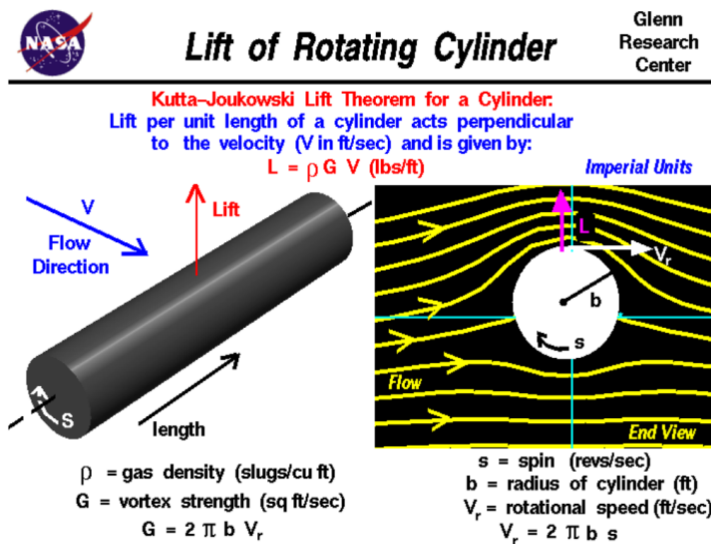 NASA
Lift of Rotating Cylinder
Glenn
Research
Center
Kutta–Joukowski Lift Theorem for a Cylinder:
Lift per unit length of a cylinder acts perpendicular
to the velocity (V in ft/sec) and is given by:
L = ρ G V (lbs/ft)
Imperial Units
V
Flow
Direction
Lift
S
length
L
Vr
b
s
Flow
End View
ρ = gas density (slugs/cu ft)
G = vortex strength (sq ft/sec)
G = 2 π b Vr
s = spin (revs/sec)
b = radius of cylinder (ft)
Vr = rotational speed (ft/sec)
Vr = 2 π b s